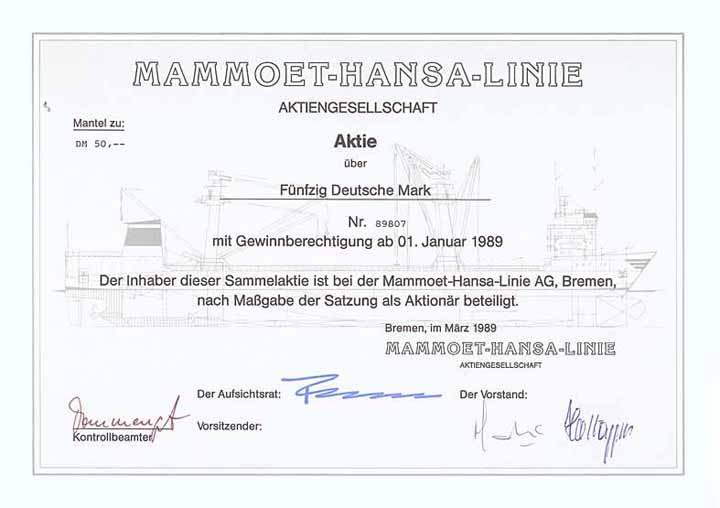 MAMMOET-HANSA-LINIE
AKTIENGESELLSCHAFT
Mantel zu:
DM 50,--
Aktie
über
Fünfzig Deutsche Mark
Nr. 89807
mit Gewinnberechtigung ab 01. Januar 1989
Der Inhaber dieser Sammelaktie ist bei der Mammoet-Hansa-Linie AG, Bremen,
nach Maßgabe der Satzung als Aktionär beteiligt.
Bremen, im März 1989
MAMMOET-HANSA-LINIE
AKTIENGESELLSCHAFT
Der Aufsichtsrat:
Der Vorstand:
Kontrollbeamter
Vorsitzender: